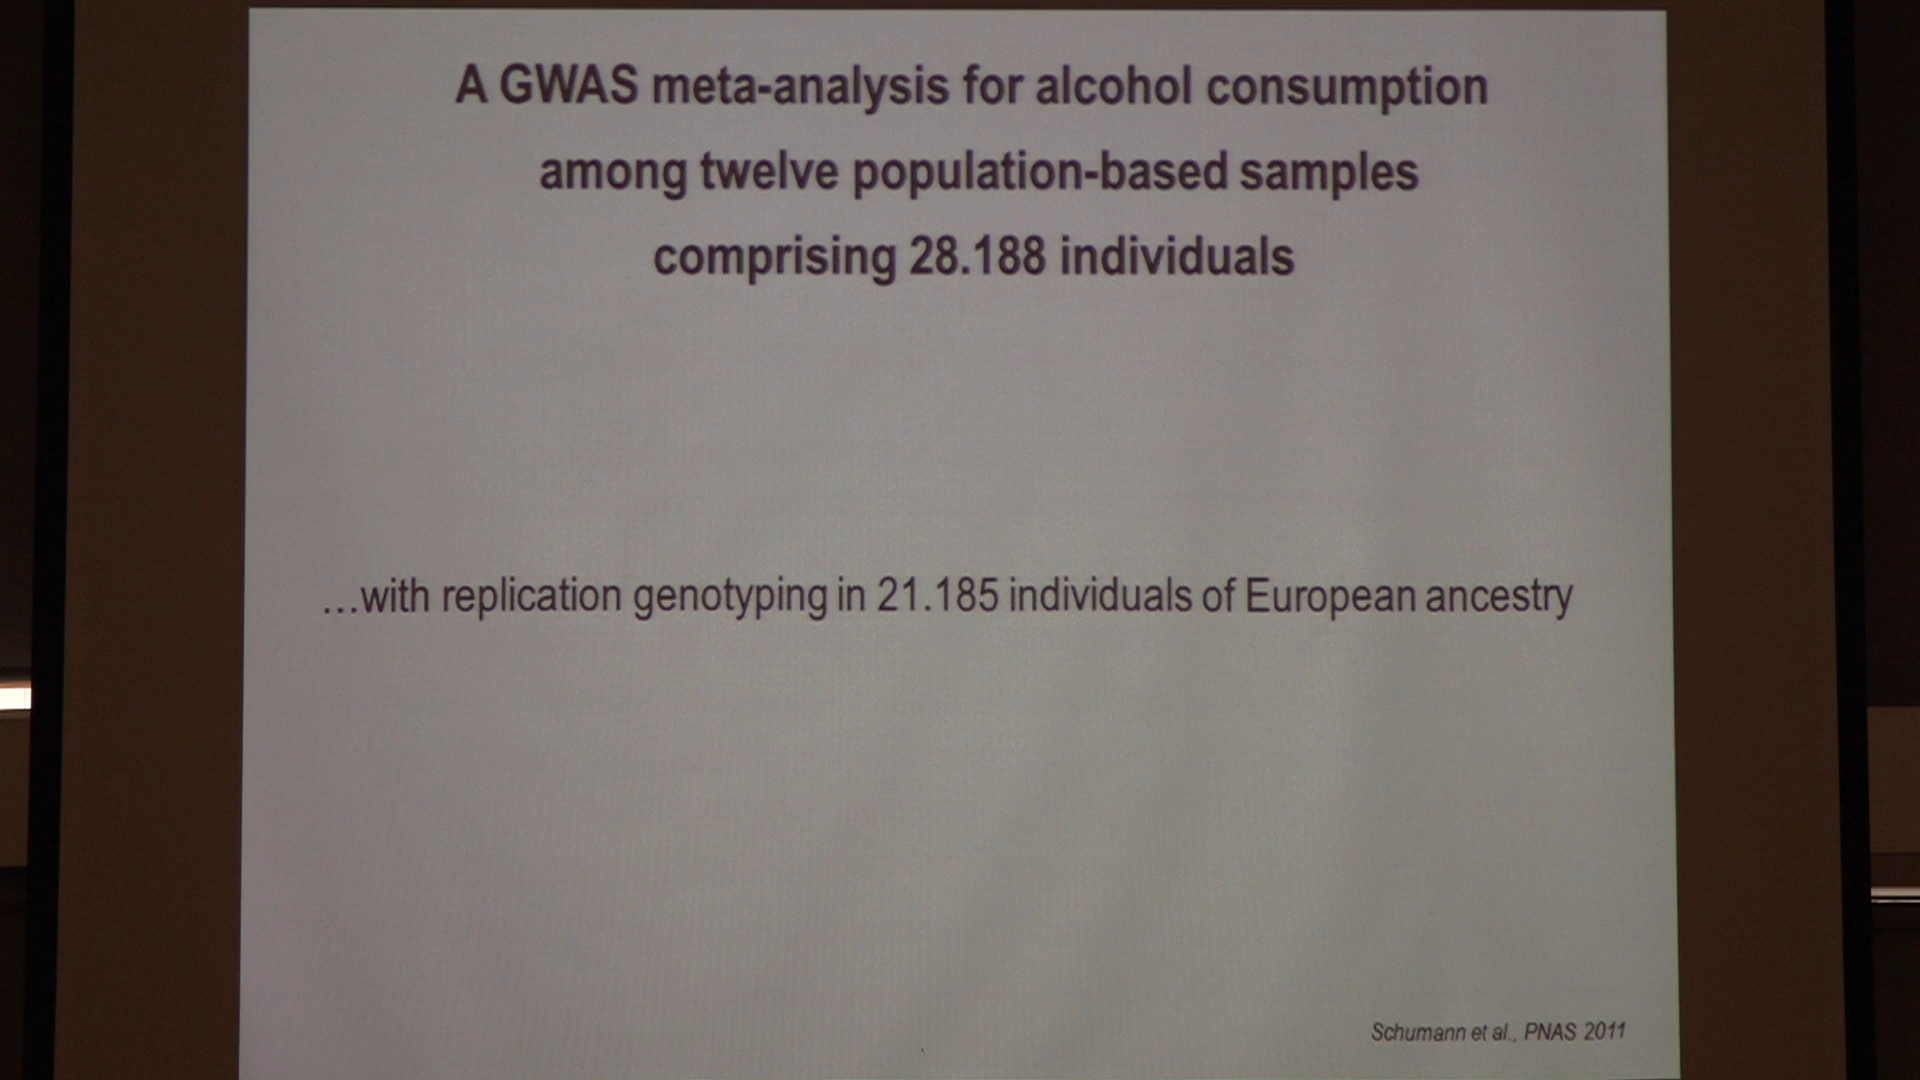 A GWAS meta-analysis for alcohol consumption
among twelve population-based samples
comprising 28.188 individuals
...with replication genotyping in 21.185 individuals of European ancestry
Schumann et al., PNAS 2011